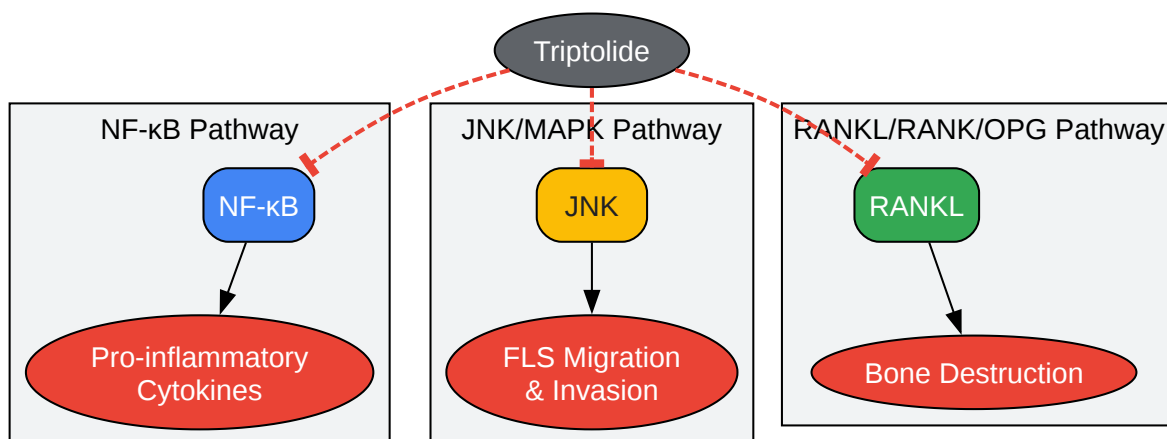 Triptolide
NF-κB Pathway
JNK/MAPK Pathway
RANKL/RANK/OPG Pathway
NF-κB
JNK
RANKL
Pro-inflammatory
Cytokines
FLS Migration
& Invasion
Bone Destruction